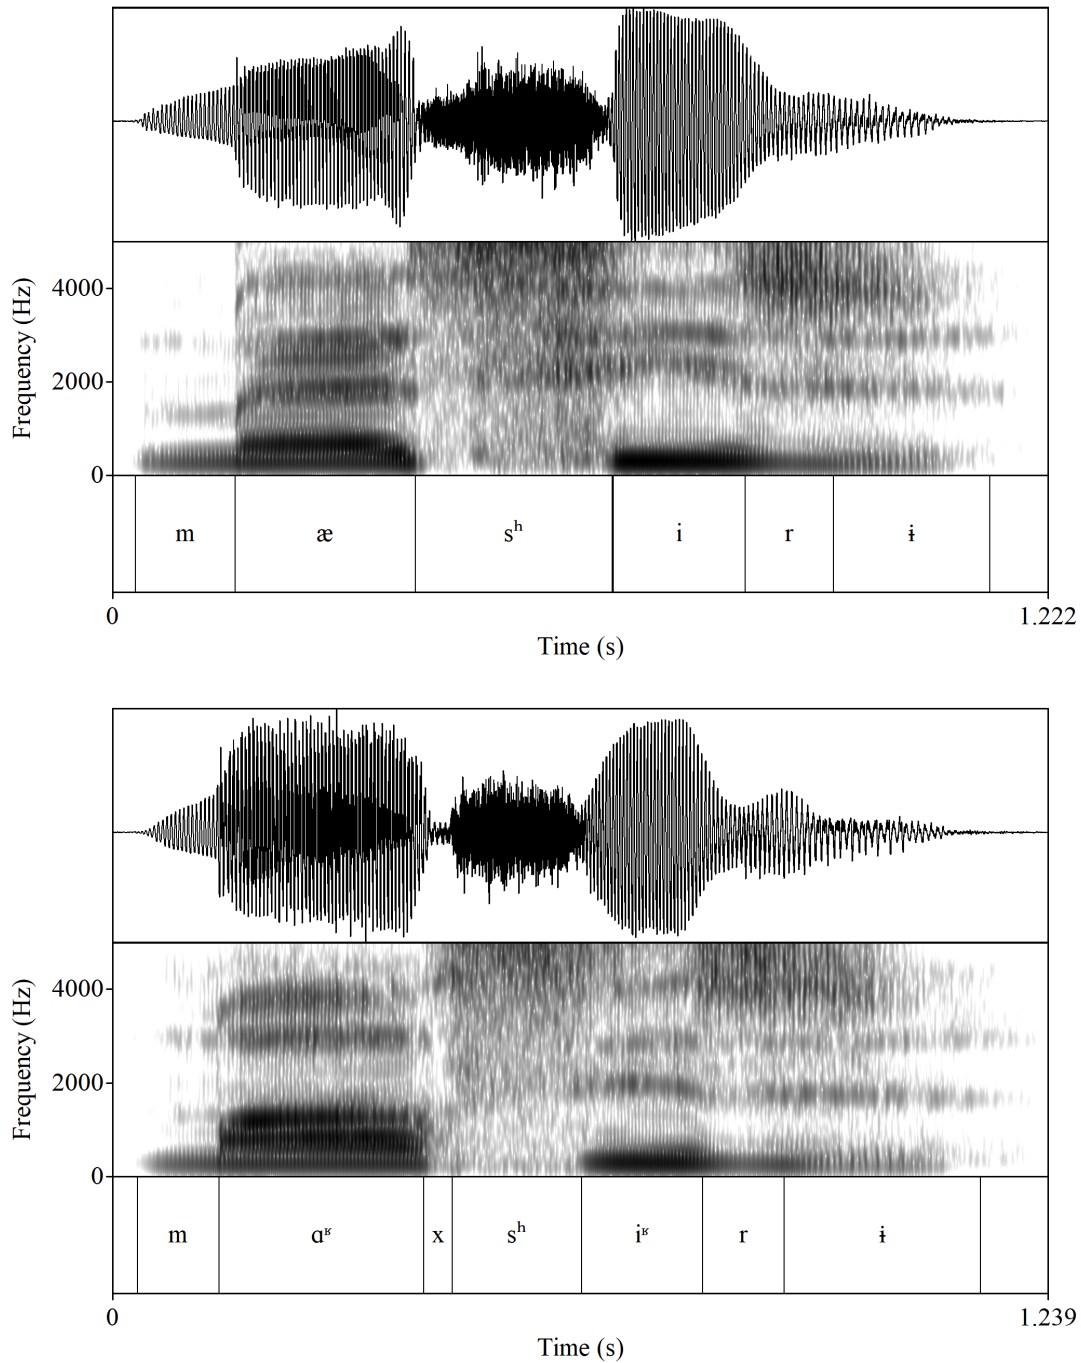 Frequency (Hz)
4000
2000
0
m æ sʰ i r ɨ
0 1.222
Time (s)
Frequency (Hz)
4000
2000
0
m ɑʶ x sʰ iʶ r ɨ
0 1.239
Time (s)